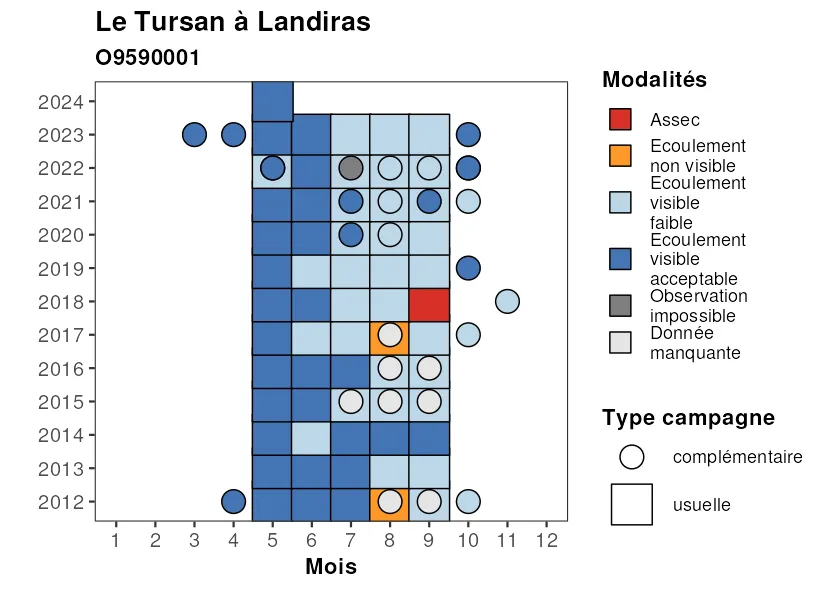 Le Tursan à Landiras
O9590001
2024
2023
2022
2021
2020
2019
2018
2017
2016
2015
2014
2013
2012
1 2 3 4 5 6 7 8 9 10 11 12
Mois
Modalités
Assec
Ecoulement
non visible
Ecoulement
visible
faible
Ecoulement
visible
acceptable
Observation
impossible
Donnée
manquante
Type campagne
complémentaire
usuelle